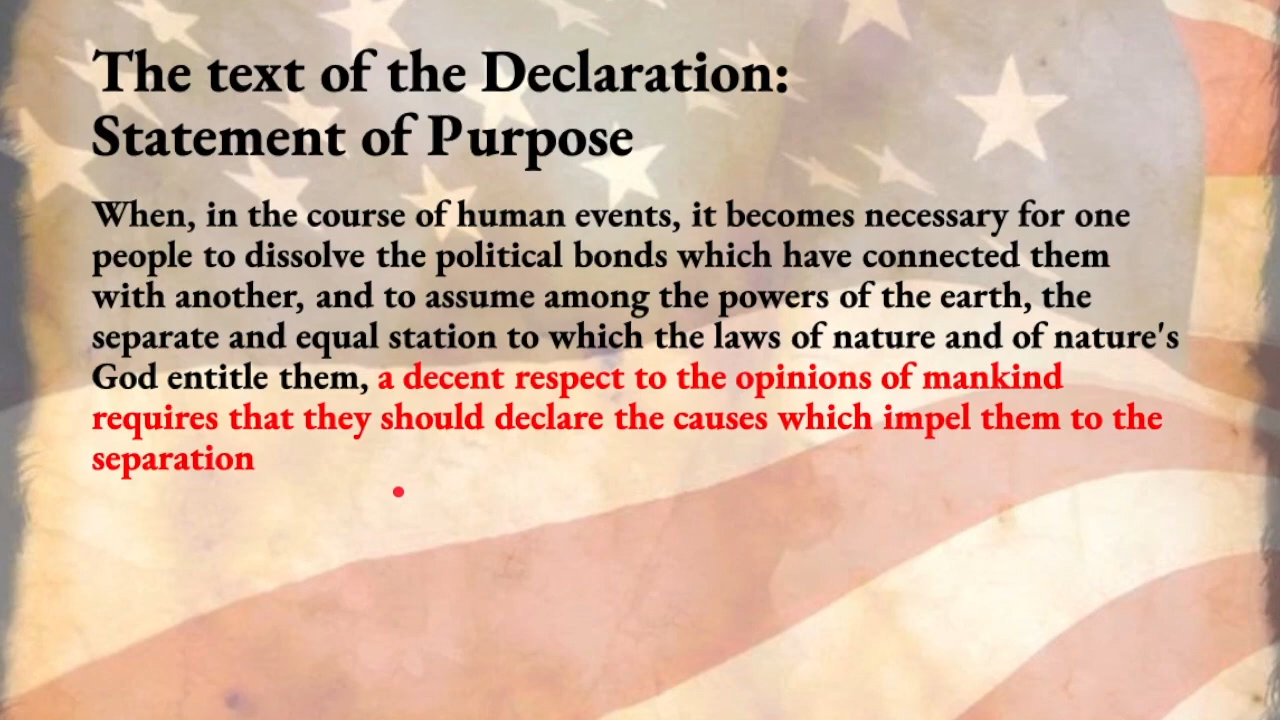 The text of the Declaration:
Statement of Purpose
When, in the course of human events, it becomes necessary for one
people to dissolve the political bonds which have connected them
with another, and to assume among the powers of the earth, the
separate and equal station to which the laws of nature and of nature's
God entitle them, a decent respect to the opinions of mankind
requires that they should declare the causes which impel them to the
separation